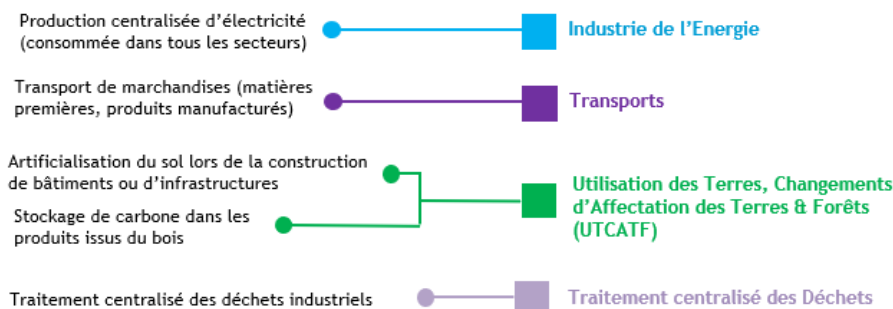 Production centralisée d’électricité
(consommée dans tous les secteurs)
Industrie de l’Energie
Transport de marchandises (matières
premières, produits manufacturés)
Transports
Artificialisation du sol lors de la construction
de bâtiments ou d’infrastructures
Stockage de carbone dans les
produits issus du bois
Utilisation des Terres, Changements
d’Affectation des Terres & Forêts
(UTCATF)
Traitement centralisé des déchets industriels
Traitement centralisé des Déchets